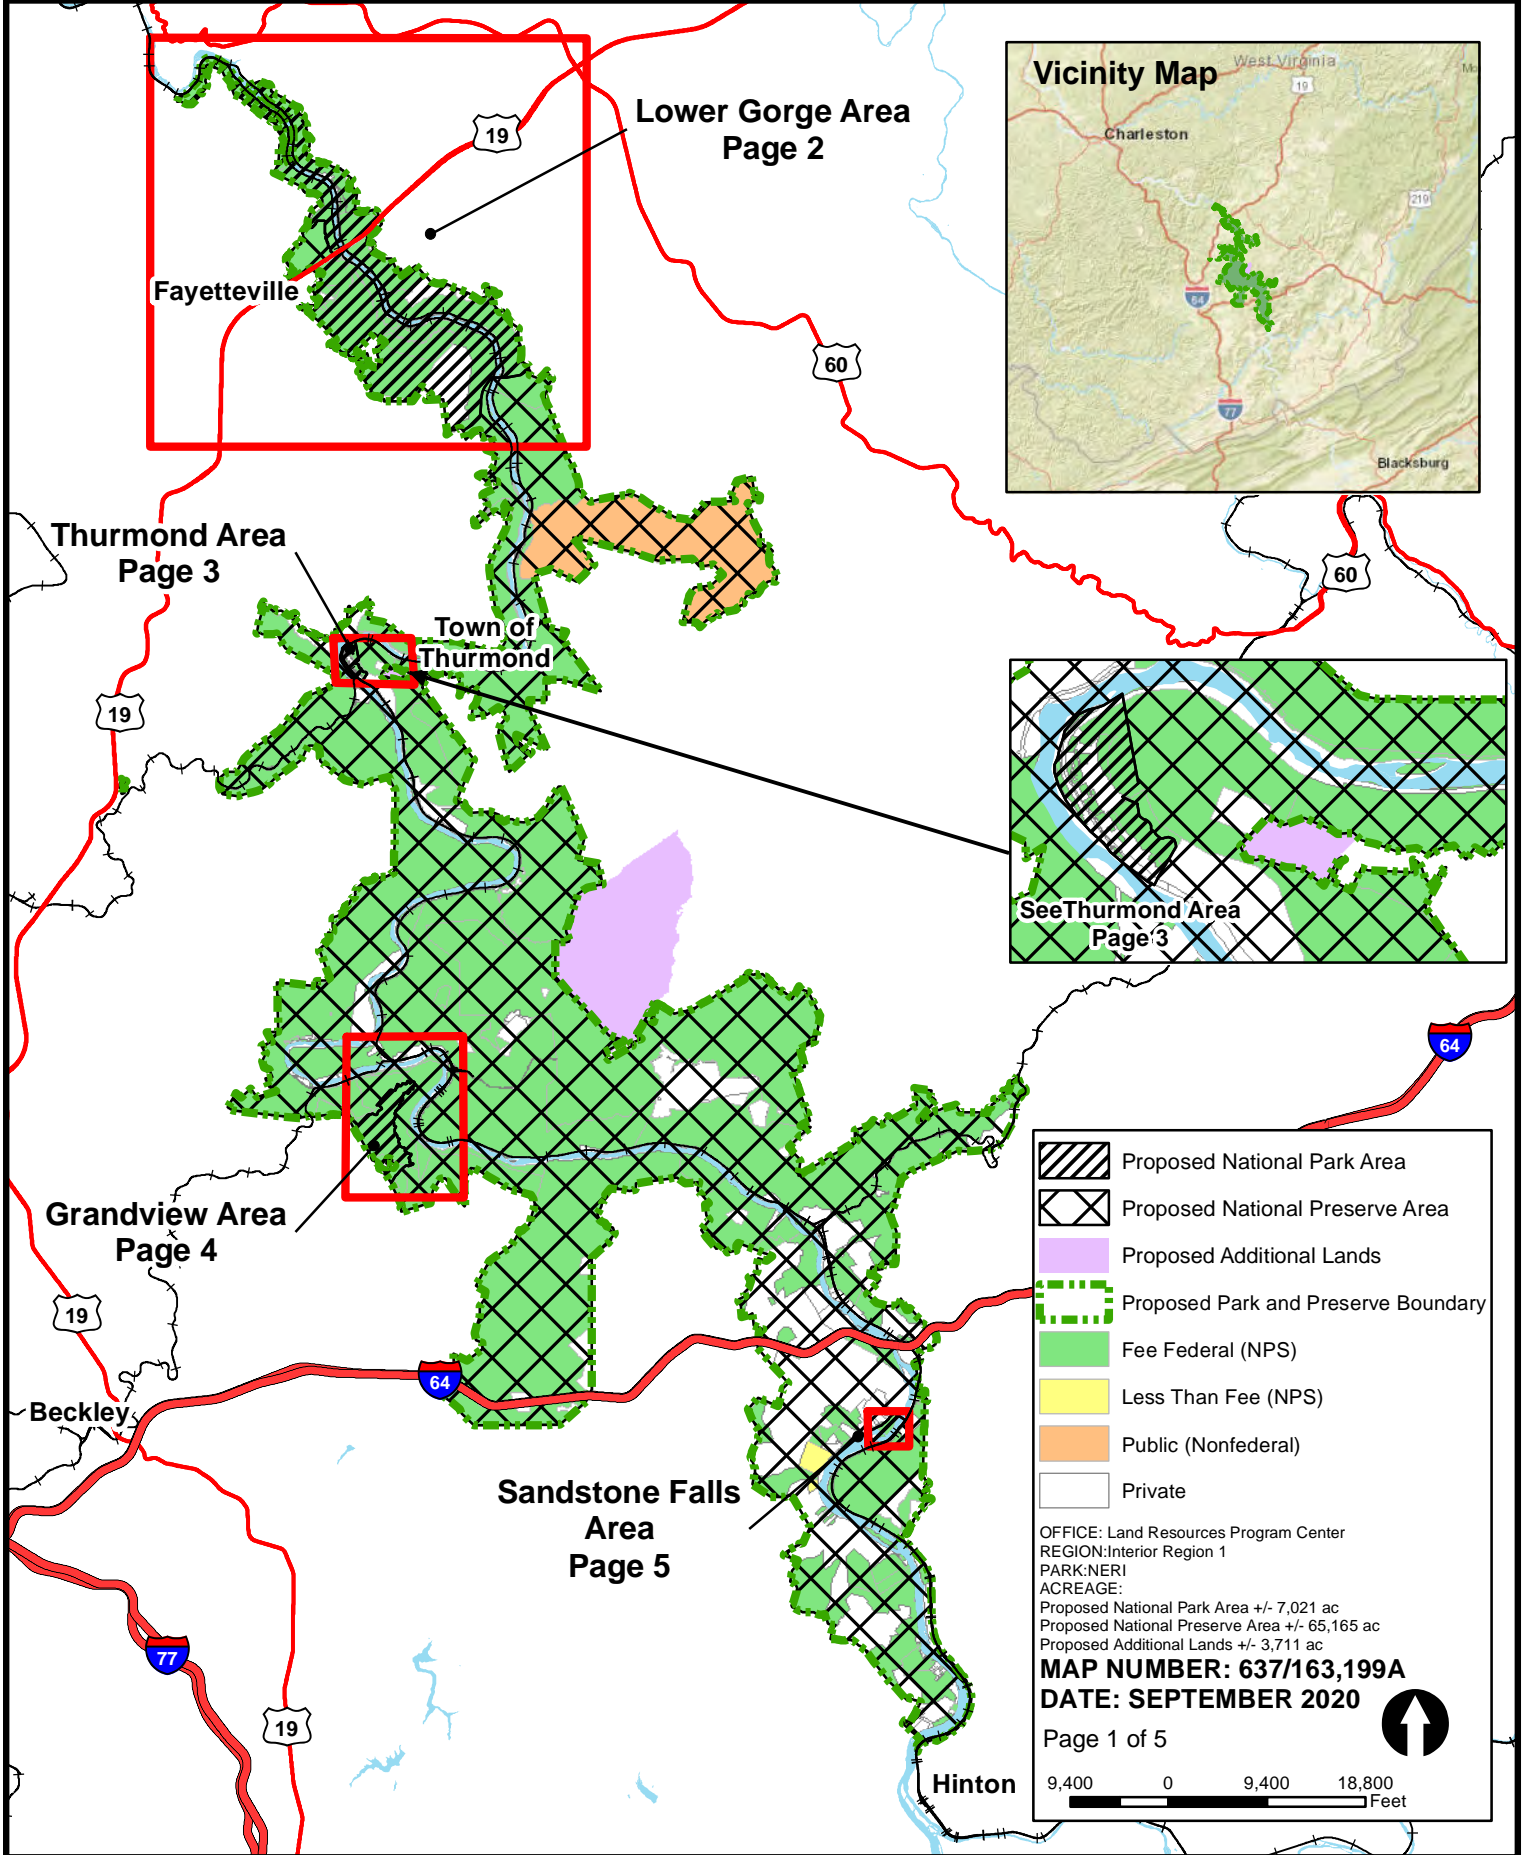 Lower Gorge Area
Page 2
19
Fayetteville
60
Vicinity Map
West Virginia
19
Charleston
219
64
77
Blacksburg
Thurmond Area
Page 3
Town of
Thurmond
19
60
SeeThurmond Area
Page 3
64
Grandview Area
Page 4
19
64
Beckley
Sandstone Falls
Area
Page 5
77
19
Hinton
Proposed National Park Area
Proposed National Preserve Area
Proposed Additional Lands
Proposed Park and Preserve Boundary
Fee Federal (NPS)
Less Than Fee (NPS)
Public (Nonfederal)
Private
OFFICE: Land Resources Program Center
REGION:Interior Region 1
PARK:NERI
ACREAGE:
Proposed National Park Area +/- 7,021 ac
Proposed National Preserve Area +/- 65,165 ac
Proposed Additional Lands +/- 3,711 ac
MAP NUMBER: 637/163,199A
DATE: SEPTEMBER 2020
Page 1 of 5
9,400 0 9,400 18,800
Feet